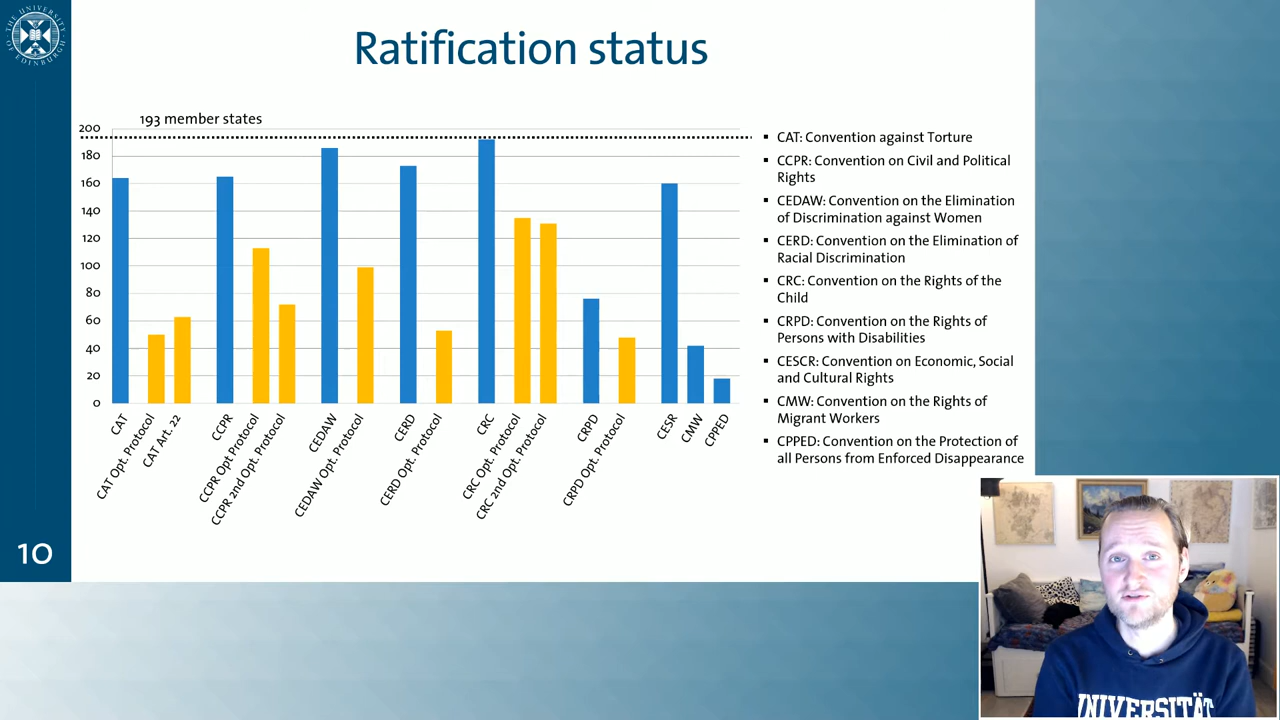 THE UNIVERSITY
OF EDINBURGH
Ratification status
193 member states
200
180
160
140
120
100
80
60
40
20
0
CAT
CAT Opt. Protocol
CAT Art. 22
CCPR
CCPR Opt Protocol
CCPR 2nd Opt. Protocol
CEDAW
CEDAW Opt. Protocol
CERD
CERD Opt. Protocol
CRC
CRC Opt. Protocol
CRC 2nd Opt. Protocol
CRPD
CRPD Opt. Protocol
CESR
CMW
CPPED
▪ CAT: Convention against Torture
▪ CCPR: Convention on Civil and Political
Rights
▪ CEDAW: Convention on the Elimination
of Discrimination against Women
▪ CERD: Convention on the Elimination of
Racial Discrimination
▪ CRC: Convention on the Rights of the
Child
▪ CRPD: Convention on the Rights of
Persons with Disabilities
▪ CESCR: Convention on Economic, Social
and Cultural Rights
▪ CMW: Convention on the Rights of
Migrant Workers
▪ CPPED: Convention on the Protection of
all Persons from Enforced Disappearance
10
UNIVERSITÄT